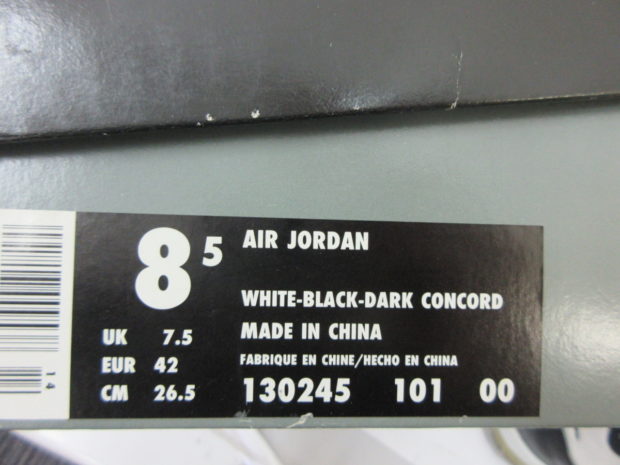 8 5 AIR JORDAN
WHITE-BLACK-DARK CONCORD
UK 7.5 MADE IN CHINA
EUR 42 FABRIQUE EN CHINE/HECHO EN CHINA
CM 26.5 130245 101 00
14